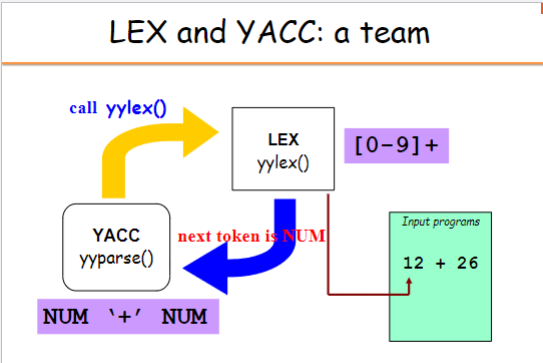 LEX and YACC: a team
call yylex()
LEX
yylex()
[0-9]+
Input programs
12 + 26
YACC
yyparse()
next token is NUM
NUM ‘+’ NUM